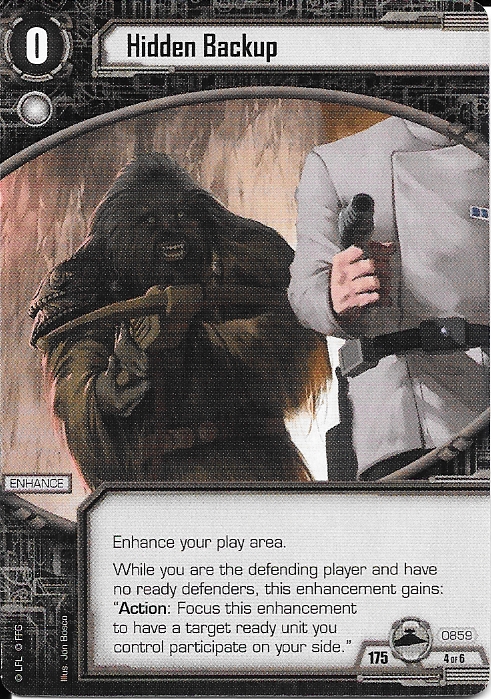 0
Hidden Backup
ENHANCE
Enhance your play area.
While you are the defending player and have
no ready defenders, this enhancement gains:
“Action: Focus this enhancement
to have a target ready unit you
control participate on your side.”
175
0859
4 OF 6
© LFL © FFG
Illus. Jon Bosco